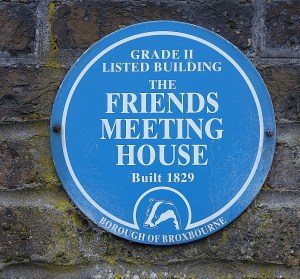 GRADE II
LISTED BUILDING
THE
FRIENDS
MEETING
HOUSE
Built 1829
BOROUGH OF BROXBOURNE